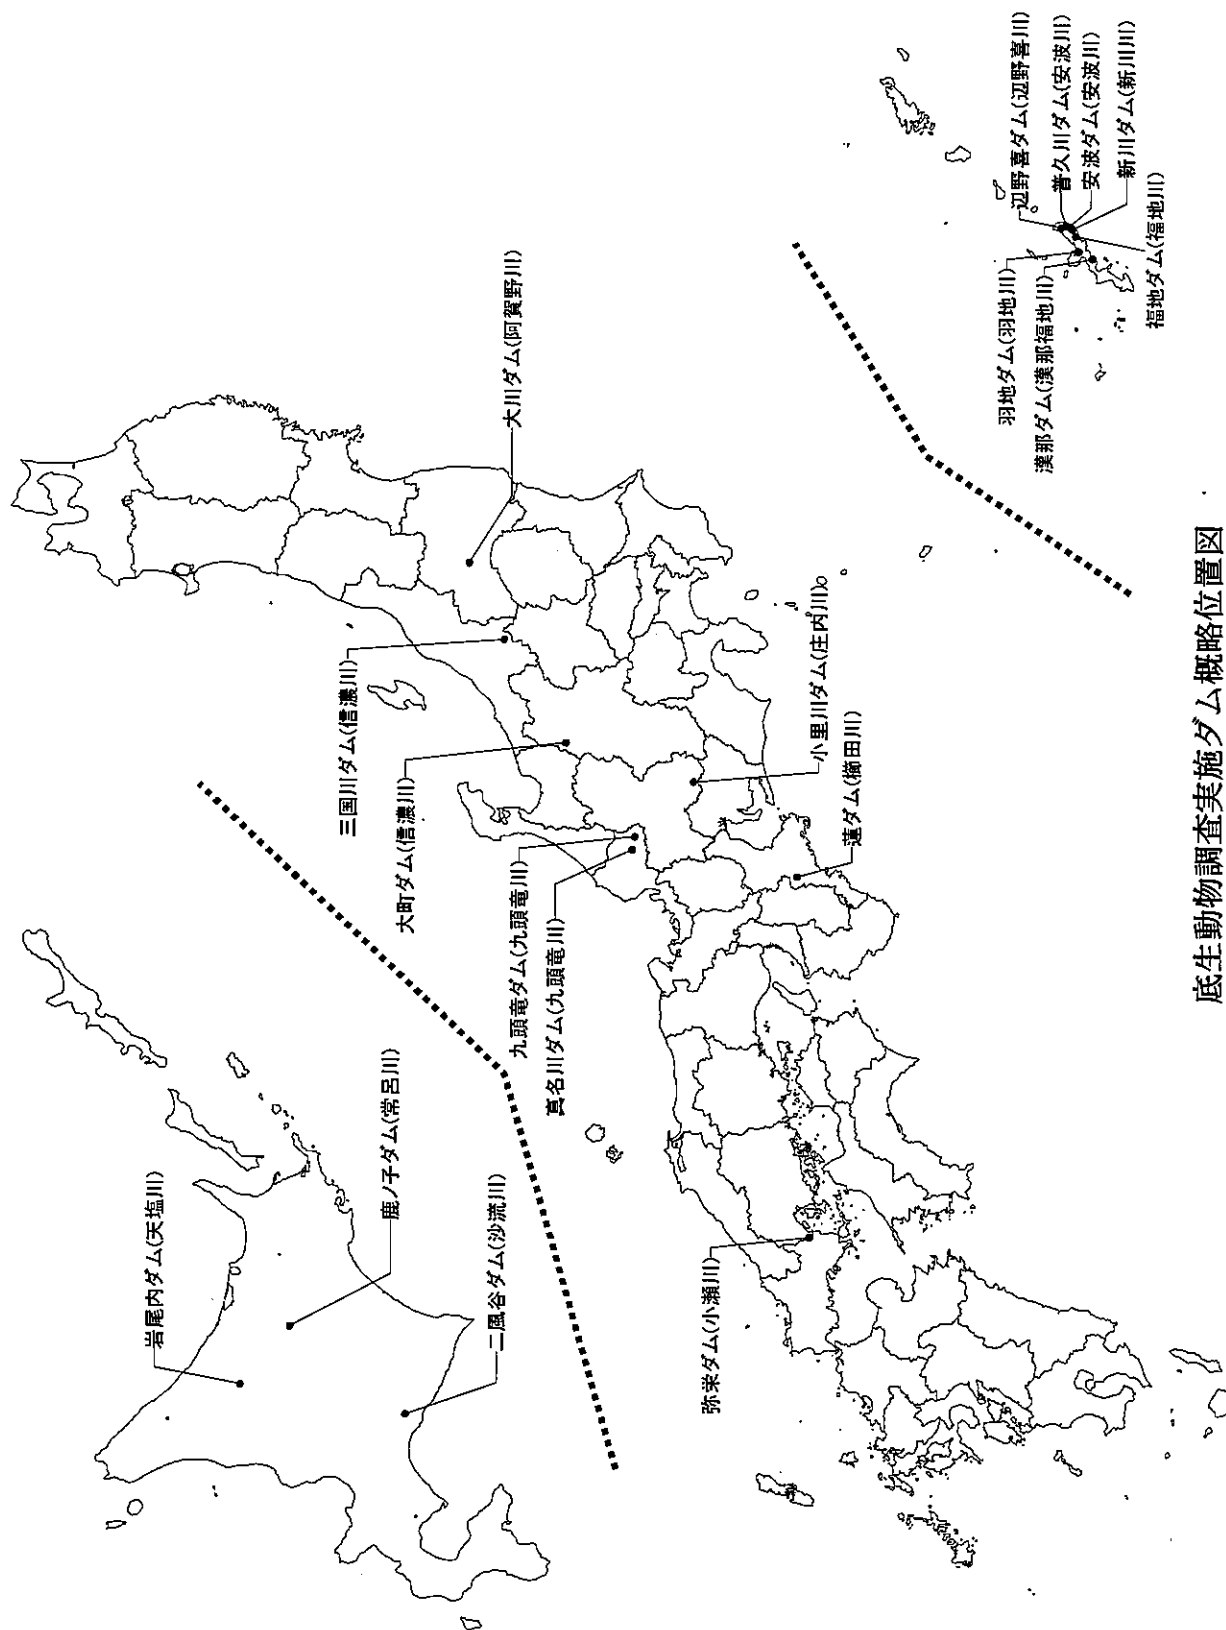 岩尾内ダム(天塩川)
鹿ノ子ダム(常呂川)
二風谷ダム(沙流川)
三国川ダム(信濃川)
大町ダム(信濃川)
九頭竜ダム(九頭竜川)
真名川ダム(九頭竜川)
大川ダム(阿賀野川)
小里川ダム(庄内川)
蓮ダム(櫛田川)
弥栄ダム(小瀬川)
辺野喜ダム(辺野喜川)
普久川ダム(安波川)
安波ダム(安波川)
新川ダム(新川川)
福地ダム(福地川)
羽地ダム(羽地川)
漢那ダム(漢那福地川)
底生動物調査実施ダム概略位置図